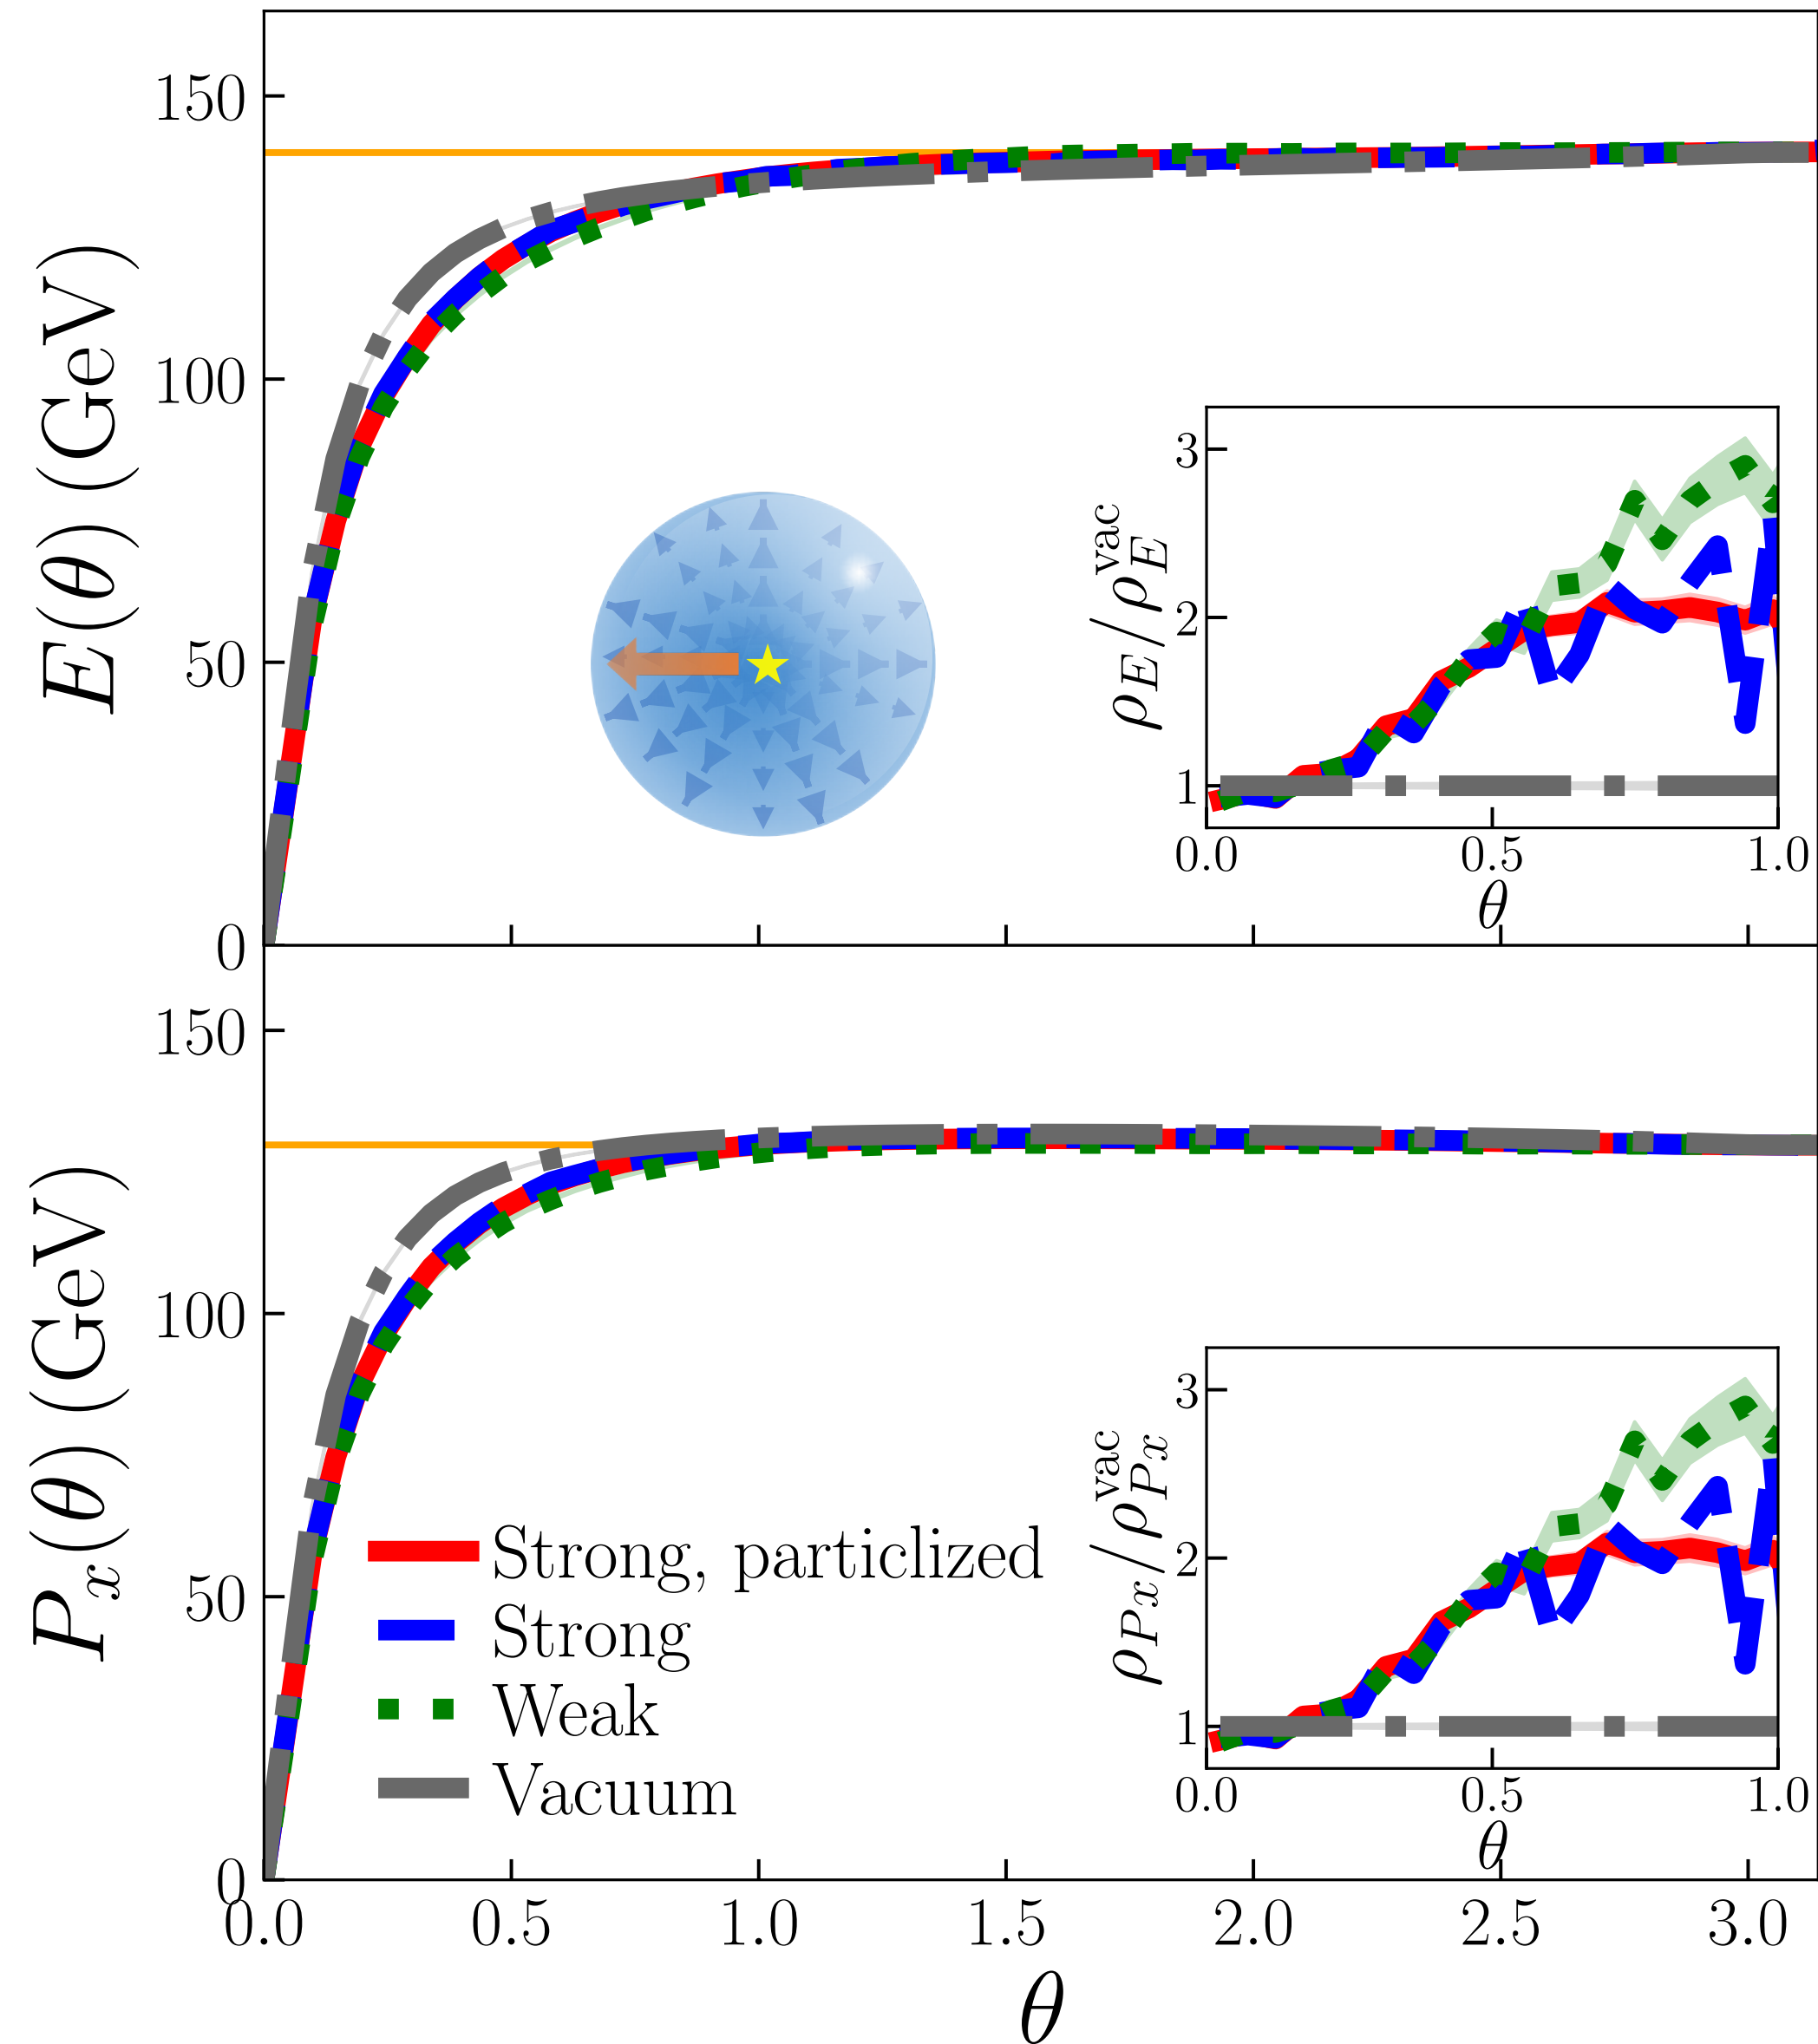 E(θ) (GeV)
150
100
50
0
ρ_E/ρ_E^vac
3
2
1
0.0 0.5 1.0
θ
P_x(θ) (GeV)
150
100
50
0
Strong, particlized
Strong
Weak
Vacuum
ρ_Px/ρ_Px^vac
3
2
1
0.0 0.5 1.0
θ
0.0 0.5 1.0 1.5 2.0 2.5 3.0
θ